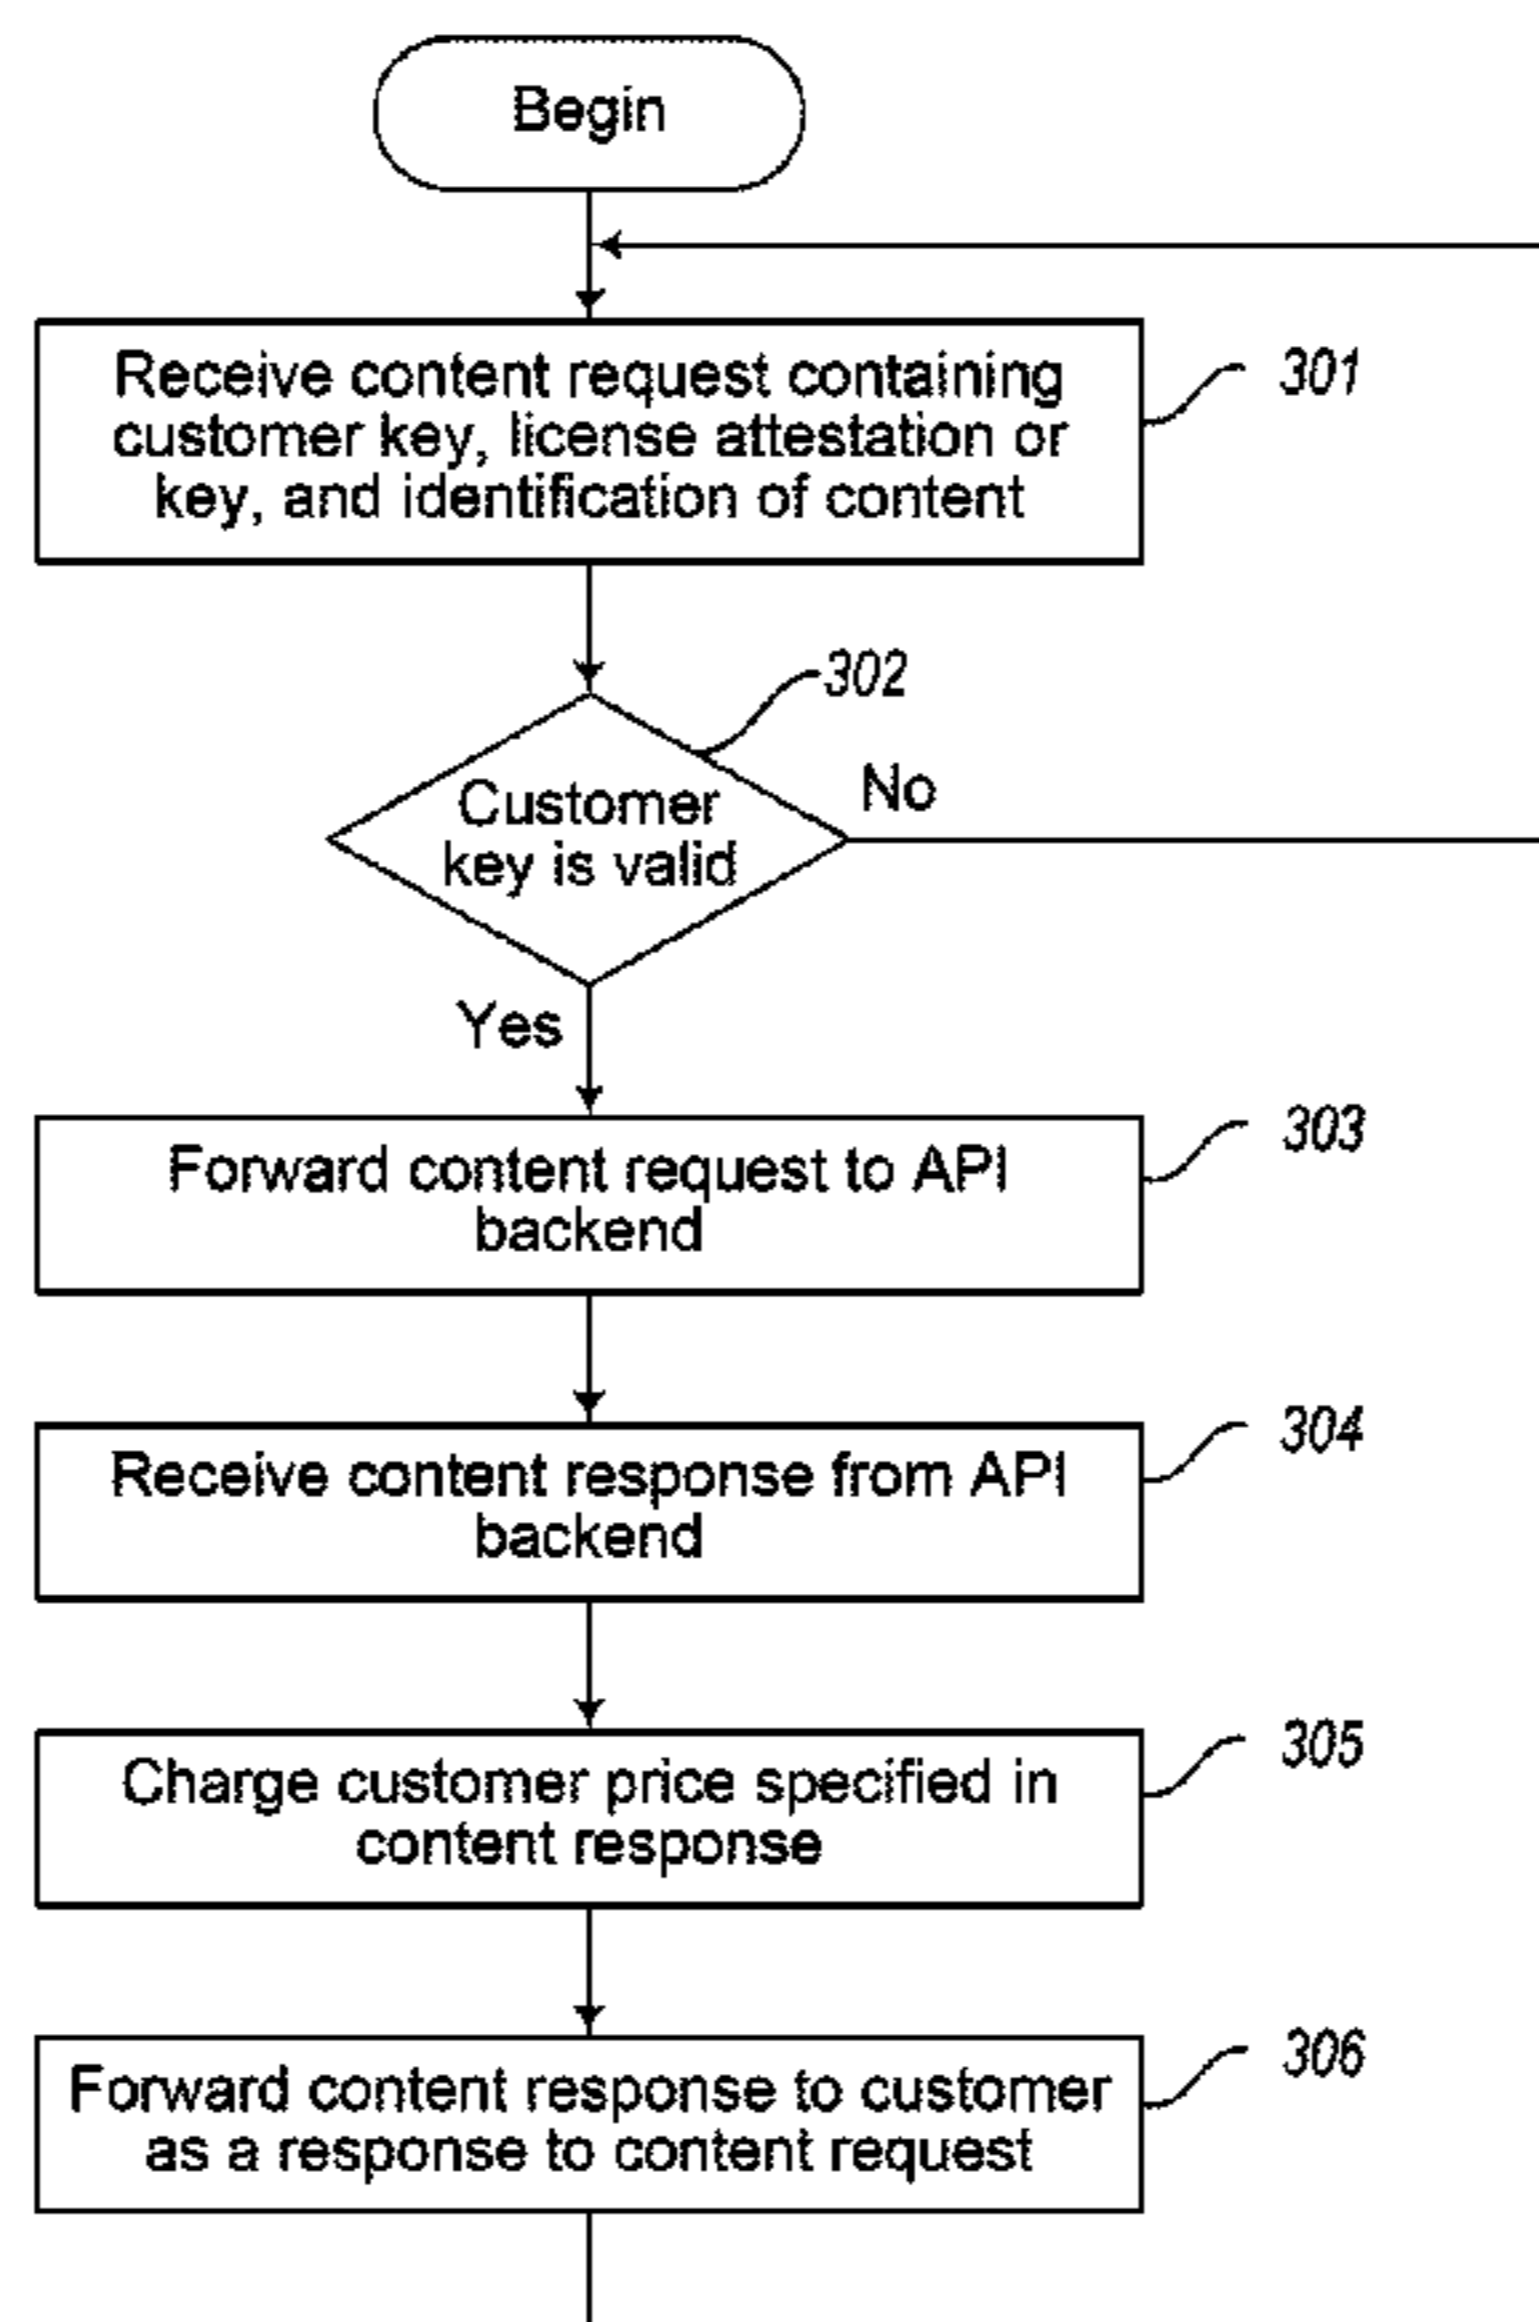 Begin
Receive content request containing
customer key, license attestation or
key, and identification of content
301
302
Customer
key is valid
No
Yes
Forward content request to API
backend
303
Receive content response from API
backend
304
Charge customer price specified in
content response
305
Forward content response to customer
as a response to content request
306